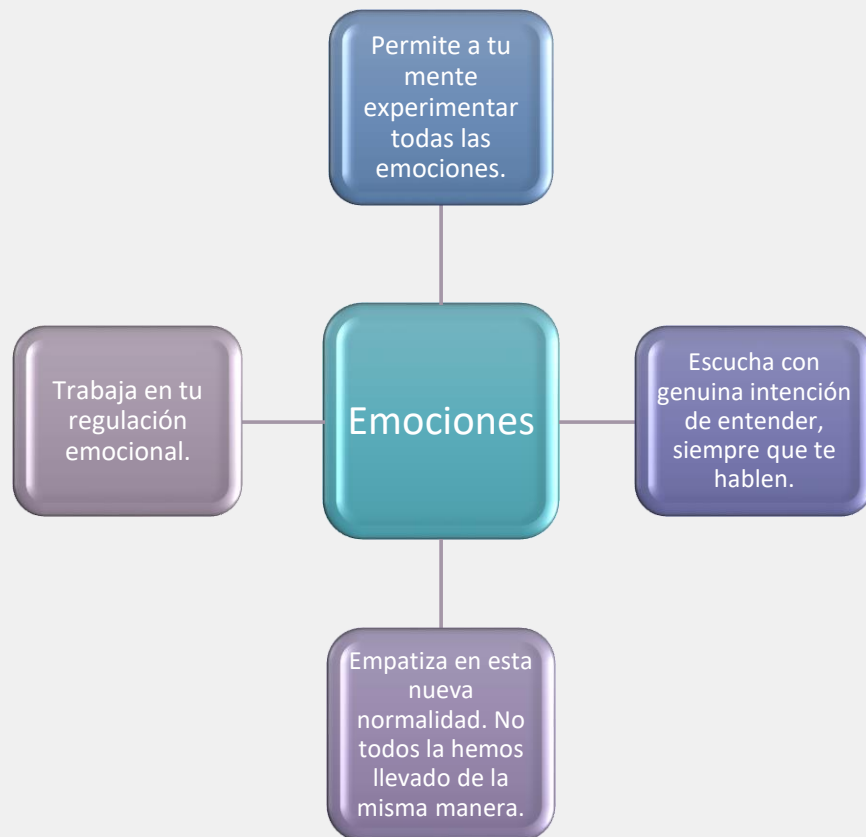 Permite a tu
mente
experimentar
todas las
emociones.
Trabaja en tu
regulación
emocional.
Emociones
Escucha con
genuina intención
de entender,
siempre que te
hablen.
Empatiza en esta
nueva
normalidad. No
todos la hemos
llevado de la
misma manera.